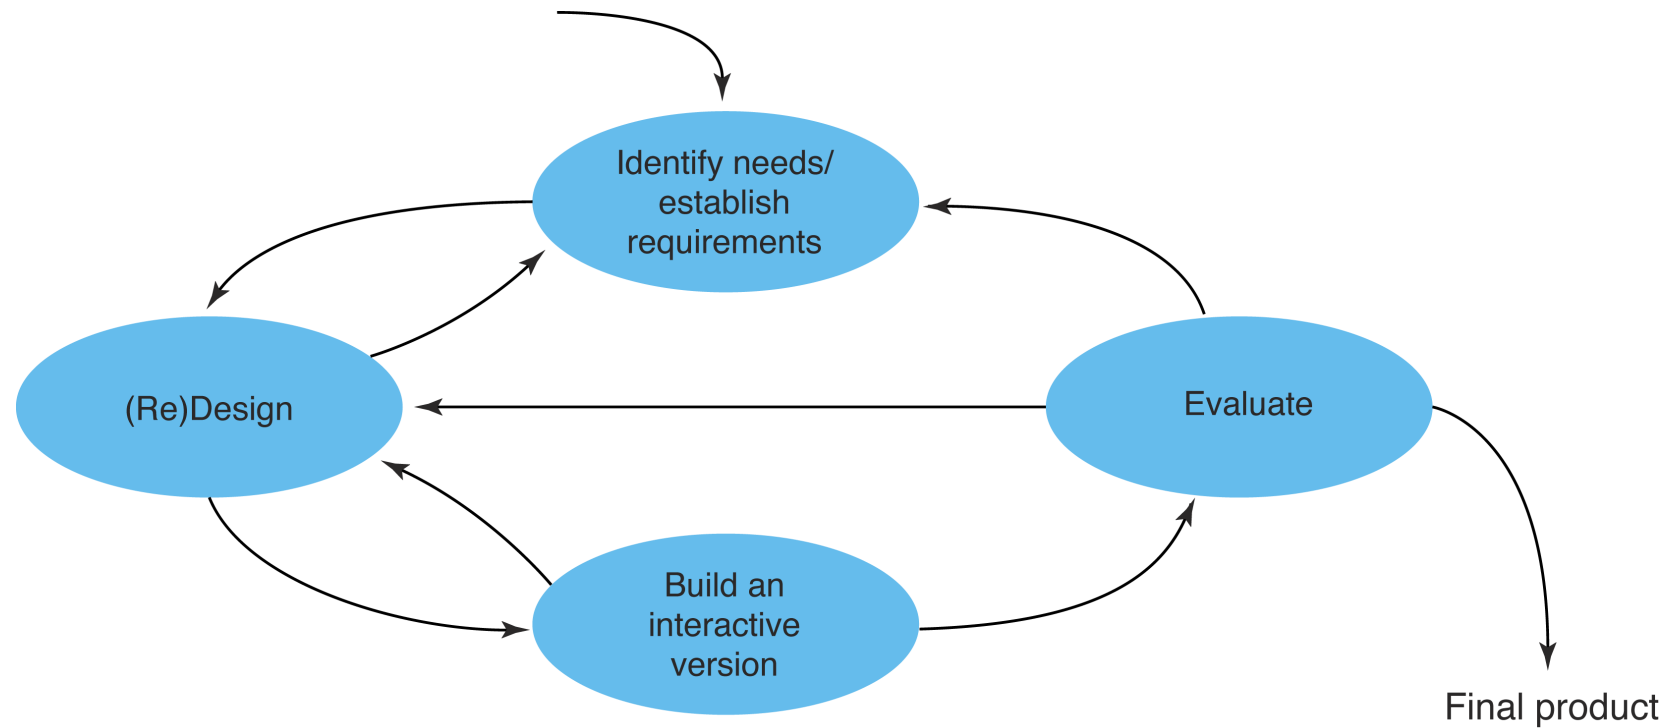 Identify needs/
establish
requirements
(Re)Design
Evaluate
Build an
interactive
version
Final product